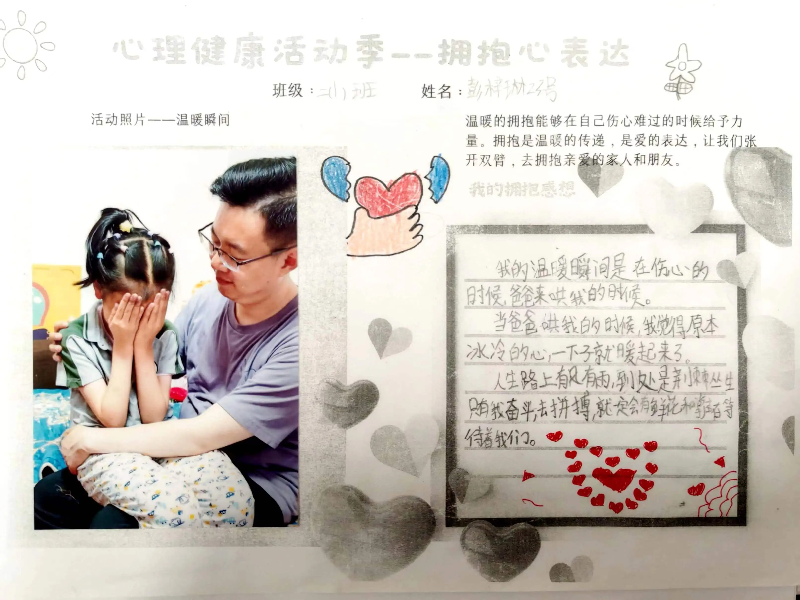 心理健康活动季--拥抱心表达
班级：二小班 姓名：
活动照片——温暖瞬间
温暖的拥抱能够在自己伤心难过的时候给予力
量。拥抱是温暖的传递，是爱的表达，让我们张
开双臂，去拥抱亲爱的家人和朋友。
我的拥抱感想
我的温暖瞬间是在伤心的
时候，爸爸来哄我的时候。
当爸爸哄我的时候，我觉得原本
冰冷的心，一下子就暖起来了。
人生路上有风有雨，到处是荆棘丛生
我奋斗，去拼搏，就定会有鲜花和
待着我们。